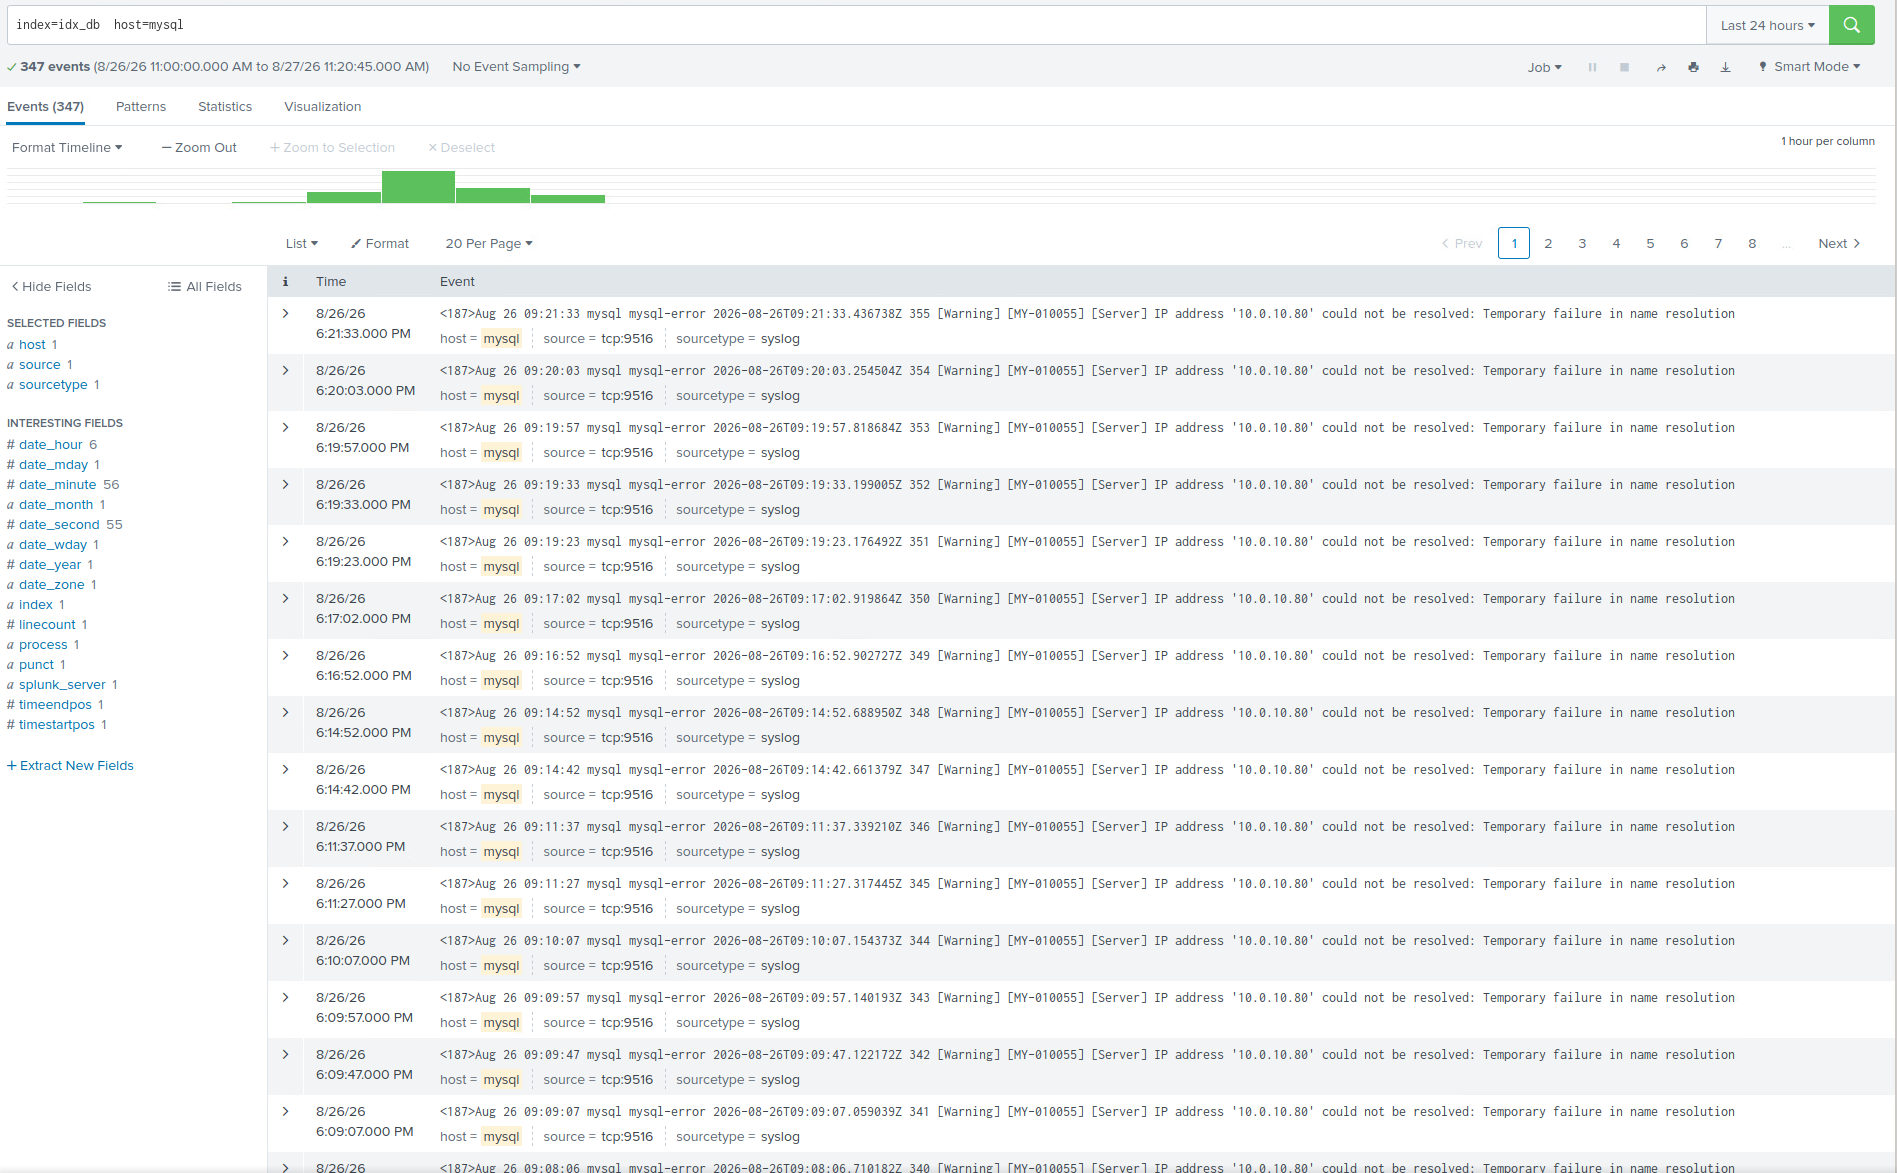 index=idx_db  host=mysql
Last 24 hours
347 events (8/26/26 11:00:00.000 AM to 8/27/26 11:20:45.000 AM)
No Event Sampling
Job
Smart Mode
Events (347)
Patterns
Statistics
Visualization
Format Timeline
Zoom Out
Zoom to Selection
Deselect
1 hour per column
List
Format
20 Per Page
Prev 1 2 3 4 5 6 7 8 ... Next
Hide Fields
All Fields
SELECTED FIELDS
a host 1
a source 1
a sourcetype 1
INTERESTING FIELDS
# date_hour 6
# date_mday 1
# date_minute 56
a date_month 1
# date_second 55
a date_wday 1
# date_year 1
a date_zone 1
a index 1
# linecount 1
a process 1
a punct 1
a splunk_server 1
# timeendpos 1
# timestartpos 1
+ Extract New Fields
i Time Event
8/26/26
6:21:33.000 PM
<187>Aug 26 09:21:33 mysql mysql-error 2026-08-26T09:21:33.436738Z 355 [Warning] [MY-010055] [Server] IP address '10.0.10.80' could not be resolved: Temporary failure in name resolution
host = mysql source = tcp:9516 sourcetype = syslog
8/26/26
6:20:03.000 PM
<187>Aug 26 09:20:03 mysql mysql-error 2026-08-26T09:20:03.254504Z 354 [Warning] [MY-010055] [Server] IP address '10.0.10.80' could not be resolved: Temporary failure in name resolution
host = mysql source = tcp:9516 sourcetype = syslog
8/26/26
6:19:57.000 PM
<187>Aug 26 09:19:57 mysql mysql-error 2026-08-26T09:19:57.818684Z 353 [Warning] [MY-010055] [Server] IP address '10.0.10.80' could not be resolved: Temporary failure in name resolution
host = mysql source = tcp:9516 sourcetype = syslog
8/26/26
6:19:33.000 PM
<187>Aug 26 09:19:33 mysql mysql-error 2026-08-26T09:19:33.199005Z 352 [Warning] [MY-010055] [Server] IP address '10.0.10.80' could not be resolved: Temporary failure in name resolution
host = mysql source = tcp:9516 sourcetype = syslog
8/26/26
6:19:23.000 PM
<187>Aug 26 09:19:23 mysql mysql-error 2026-08-26T09:19:23.176492Z 351 [Warning] [MY-010055] [Server] IP address '10.0.10.80' could not be resolved: Temporary failure in name resolution
host = mysql source = tcp:9516 sourcetype = syslog
8/26/26
6:17:02.000 PM
<187>Aug 26 09:17:02 mysql mysql-error 2026-08-26T09:17:02.919864Z 350 [Warning] [MY-010055] [Server] IP address '10.0.10.80' could not be resolved: Temporary failure in name resolution
host = mysql source = tcp:9516 sourcetype = syslog
8/26/26
6:16:52.000 PM
<187>Aug 26 09:16:52 mysql mysql-error 2026-08-26T09:16:52.902727Z 349 [Warning] [MY-010055] [Server] IP address '10.0.10.80' could not be resolved: Temporary failure in name resolution
host = mysql source = tcp:9516 sourcetype = syslog
8/26/26
6:14:52.000 PM
<187>Aug 26 09:14:52 mysql mysql-error 2026-08-26T09:14:52.688950Z 348 [Warning] [MY-010055] [Server] IP address '10.0.10.80' could not be resolved: Temporary failure in name resolution
host = mysql source = tcp:9516 sourcetype = syslog
8/26/26
6:14:42.000 PM
<187>Aug 26 09:14:42 mysql mysql-error 2026-08-26T09:14:42.661379Z 347 [Warning] [MY-010055] [Server] IP address '10.0.10.80' could not be resolved: Temporary failure in name resolution
host = mysql source = tcp:9516 sourcetype = syslog
8/26/26
6:11:37.000 PM
<187>Aug 26 09:11:37 mysql mysql-error 2026-08-26T09:11:37.339210Z 346 [Warning] [MY-010055] [Server] IP address '10.0.10.80' could not be resolved: Temporary failure in name resolution
host = mysql source = tcp:9516 sourcetype = syslog
8/26/26
6:11:27.000 PM
<187>Aug 26 09:11:27 mysql mysql-error 2026-08-26T09:11:27.317445Z 345 [Warning] [MY-010055] [Server] IP address '10.0.10.80' could not be resolved: Temporary failure in name resolution
host = mysql source = tcp:9516 sourcetype = syslog
8/26/26
6:10:07.000 PM
<187>Aug 26 09:10:07 mysql mysql-error 2026-08-26T09:10:07.154373Z 344 [Warning] [MY-010055] [Server] IP address '10.0.10.80' could not be resolved: Temporary failure in name resolution
host = mysql source = tcp:9516 sourcetype = syslog
8/26/26
6:09:57.000 PM
<187>Aug 26 09:09:57 mysql mysql-error 2026-08-26T09:09:57.140193Z 343 [Warning] [MY-010055] [Server] IP address '10.0.10.80' could not be resolved: Temporary failure in name resolution
host = mysql source = tcp:9516 sourcetype = syslog
8/26/26
6:09:47.000 PM
<187>Aug 26 09:09:47 mysql mysql-error 2026-08-26T09:09:47.122172Z 342 [Warning] [MY-010055] [Server] IP address '10.0.10.80' could not be resolved: Temporary failure in name resolution
host = mysql source = tcp:9516 sourcetype = syslog
8/26/26
6:09:07.000 PM
<187>Aug 26 09:09:07 mysql mysql-error 2026-08-26T09:09:07.059039Z 341 [Warning] [MY-010055] [Server] IP address '10.0.10.80' could not be resolved: Temporary failure in name resolution
host = mysql source = tcp:9516 sourcetype = syslog
8/26/26
<187>Aug 26 09:08:06 mysql mysql-error 2026-08-26T09:08:06.710182Z 340 [Warning] [MY-010055] [Server] IP address '10.0.10.80' could not be resolved: Temporary failure in name resolution